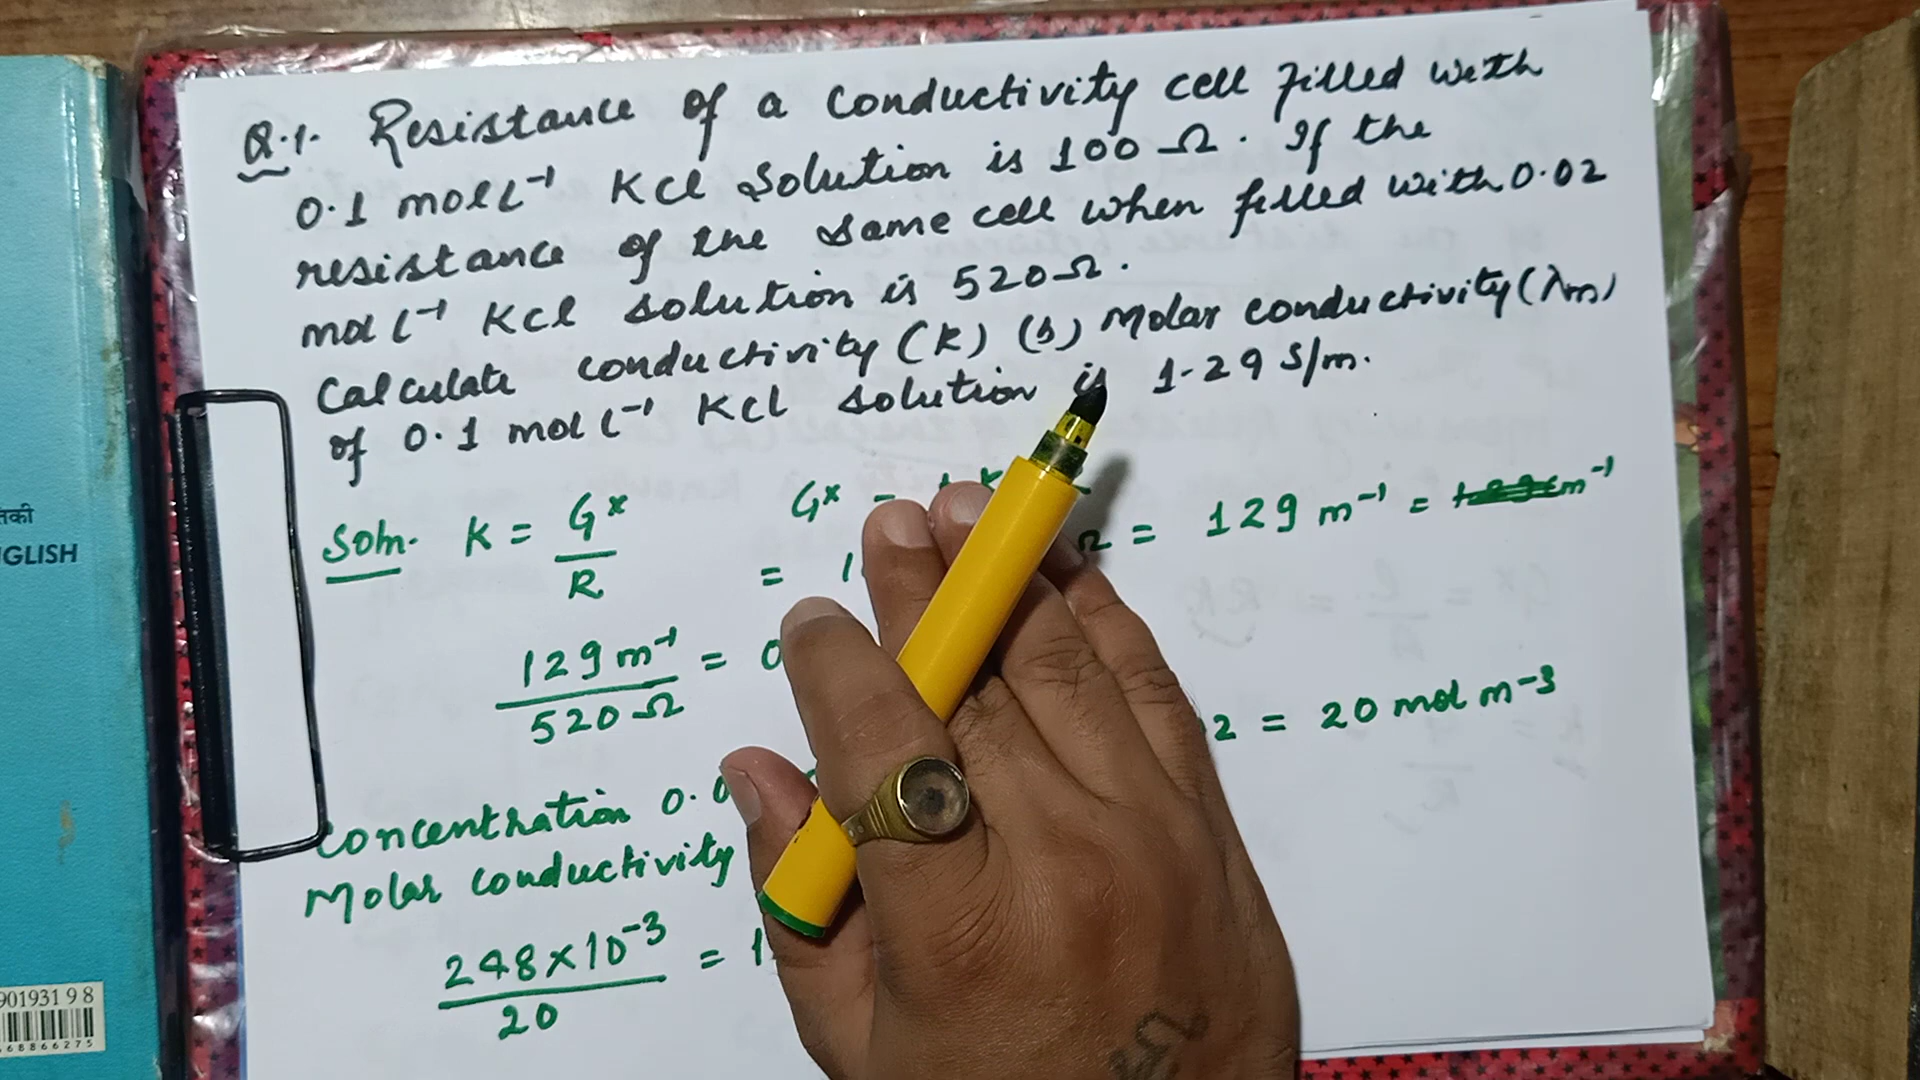 Q.1. Resistance of a conductivity cell filled with
0.1 mol L⁻¹ KCl solution is 100 Ω. If the
resistance of the same cell when filled with 0.02
mol L⁻¹ KCl solution is 520 Ω.
Calculate conductivity (K) (&) Molar conductivity (λm)
of 0.1 mol L⁻¹ KCl solution is 1.29 S/m.
Soln. K = G* / R
G*
= 1 Ω = 129 m⁻¹ = m⁻¹
129 m⁻¹ / 520 Ω = 0
Concentration 0.0 2 = 20 mol m⁻³
Molar conductivity
248 × 10⁻³ / 20 = 1
GLISH
901931 9 8
68866275